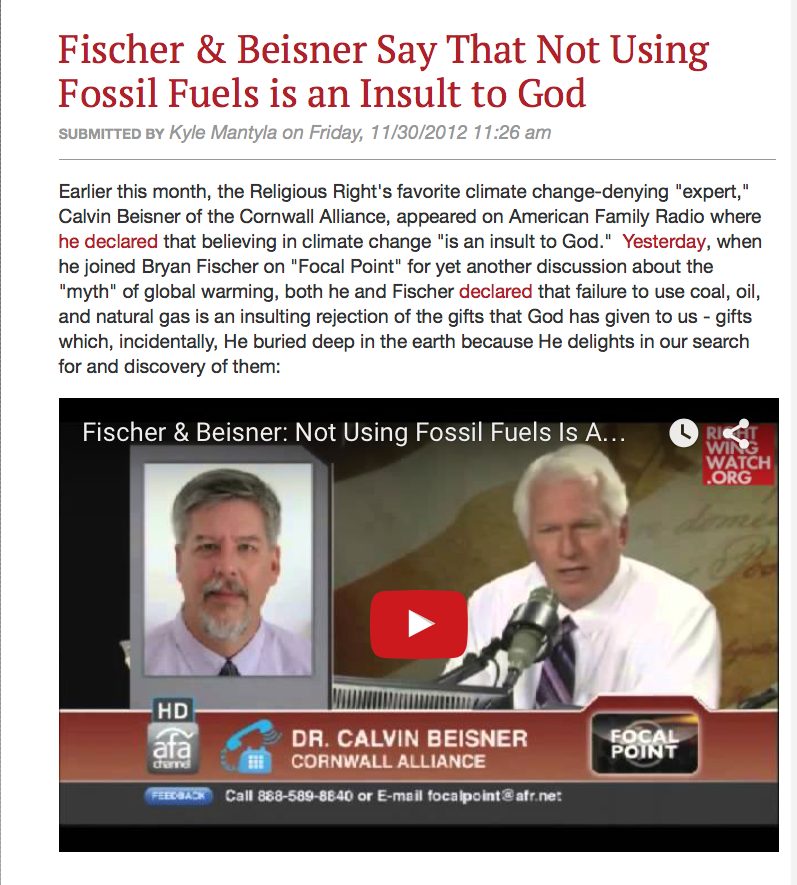 Fischer & Beisner Say That Not Using
Fossil Fuels is an Insult to God
SUBMITTED BY Kyle Mantyla on Friday, 11/30/2012 11:26 am
Earlier this month, the Religious Right's favorite climate change-denying "expert,"
Calvin Beisner of the Cornwall Alliance, appeared on American Family Radio where
he declared that believing in climate change "is an insult to God."  Yesterday, when
he joined Bryan Fischer on "Focal Point" for yet another discussion about the
"myth" of global warming, both he and Fischer declared that failure to use coal, oil,
and natural gas is an insulting rejection of the gifts that God has given to us - gifts
which, incidentally, He buried deep in the earth because He delights in our search
for and discovery of them:
Fischer & Beisner: Not Using Fossil Fuels Is A...
RIGHT
WING
WATCH
.ORG
HD
afa
channel
DR. CALVIN BEISNER
CORNWALL ALLIANCE
FOCAL
POINT
FEEDBACK Call 888-589-8840 or E-mail focalpoint@afr.net